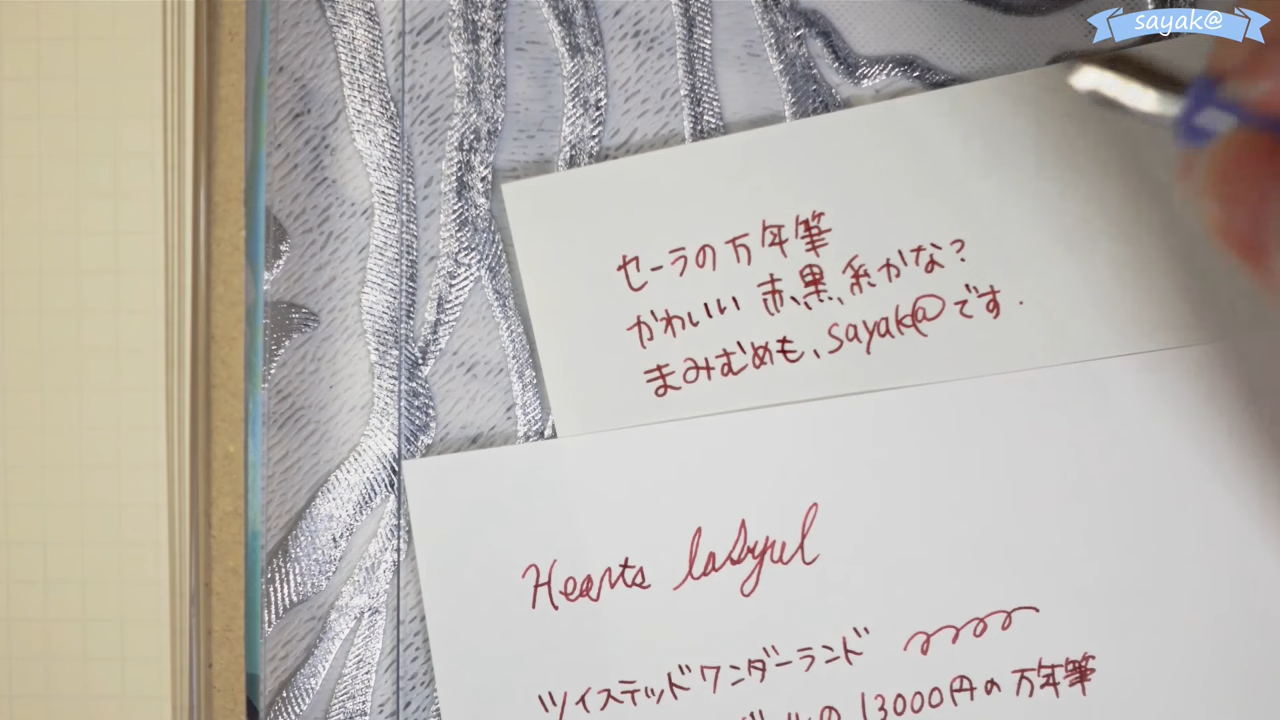 sayak@
セーラの万年筆
かわいい 赤、黒、系かな?
まみむめも、sayak@です.
Hearts
ツイステッドワンダーランド
の13000円の万年筆